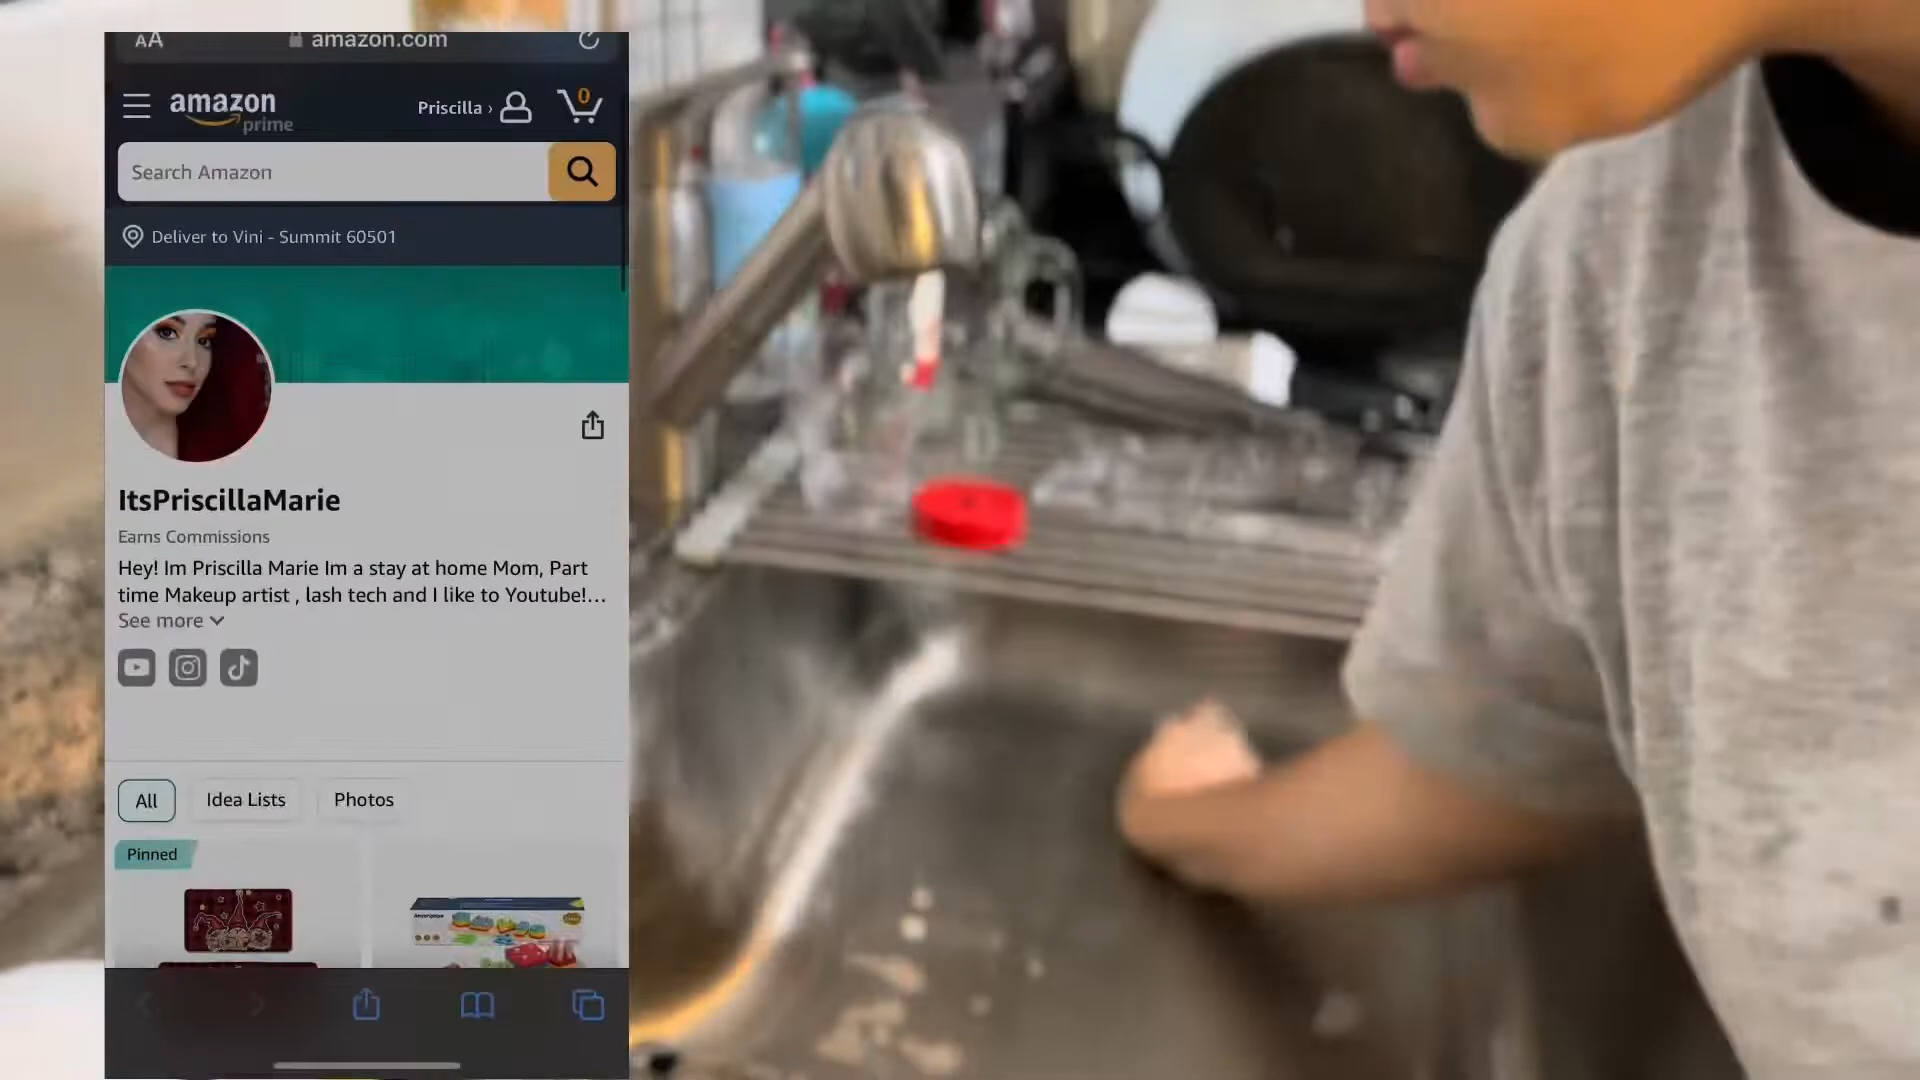 AA amazon.com
amazon prime
Priscilla ›
0
Search Amazon
Deliver to Vini - Summit 60501
ItsPriscillaMarie
Earns Commissions
Hey! Im Priscilla Marie Im a stay at home Mom, Part
time Makeup artist , lash tech and I like to Youtube!...
See more
All
Idea Lists
Photos
Pinned